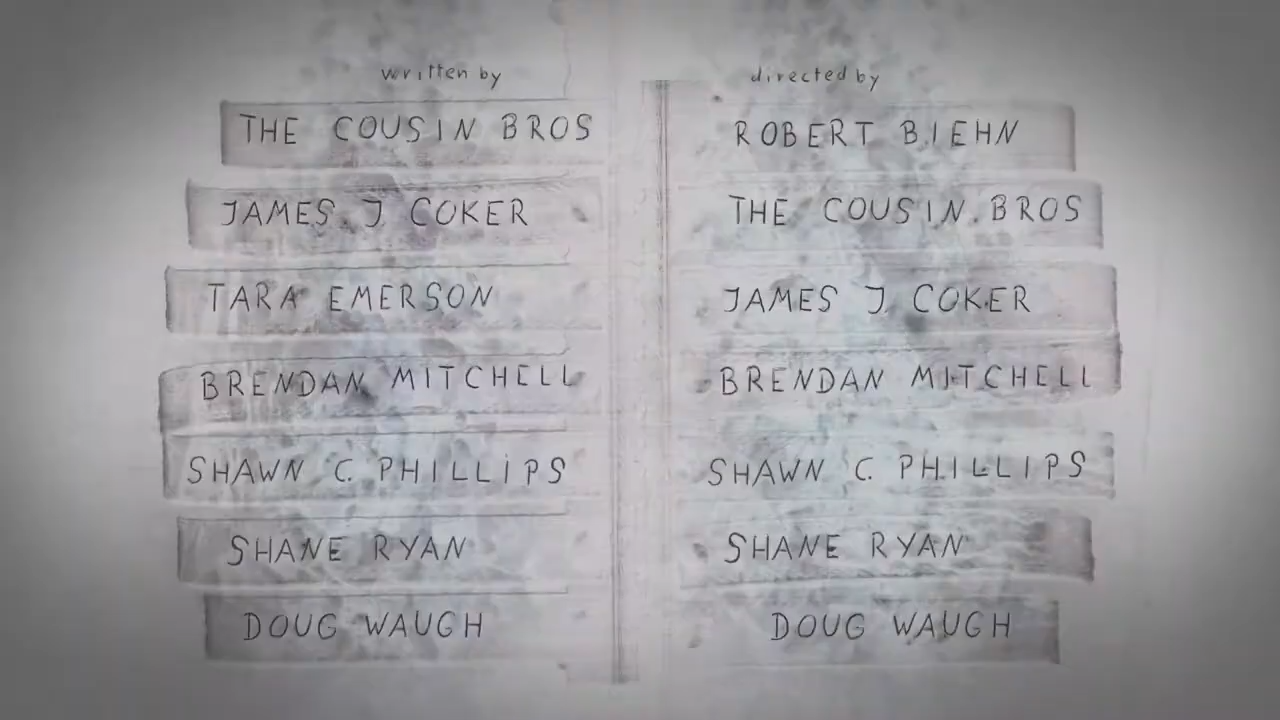 written by
THE COUSIN BROS
JAMES J. COKER
TARA EMERSON
BRENDAN MITCHELL
SHAWN C. PHILLIPS
SHANE RYAN
DOUG WAUGH
directed by
ROBERT BIEHN
THE COUSIN BROS
JAMES J. COKER
BRENDAN MITCHELL
SHAWN C. PHILLIPS
SHANE RYAN
DOUG WAUGH